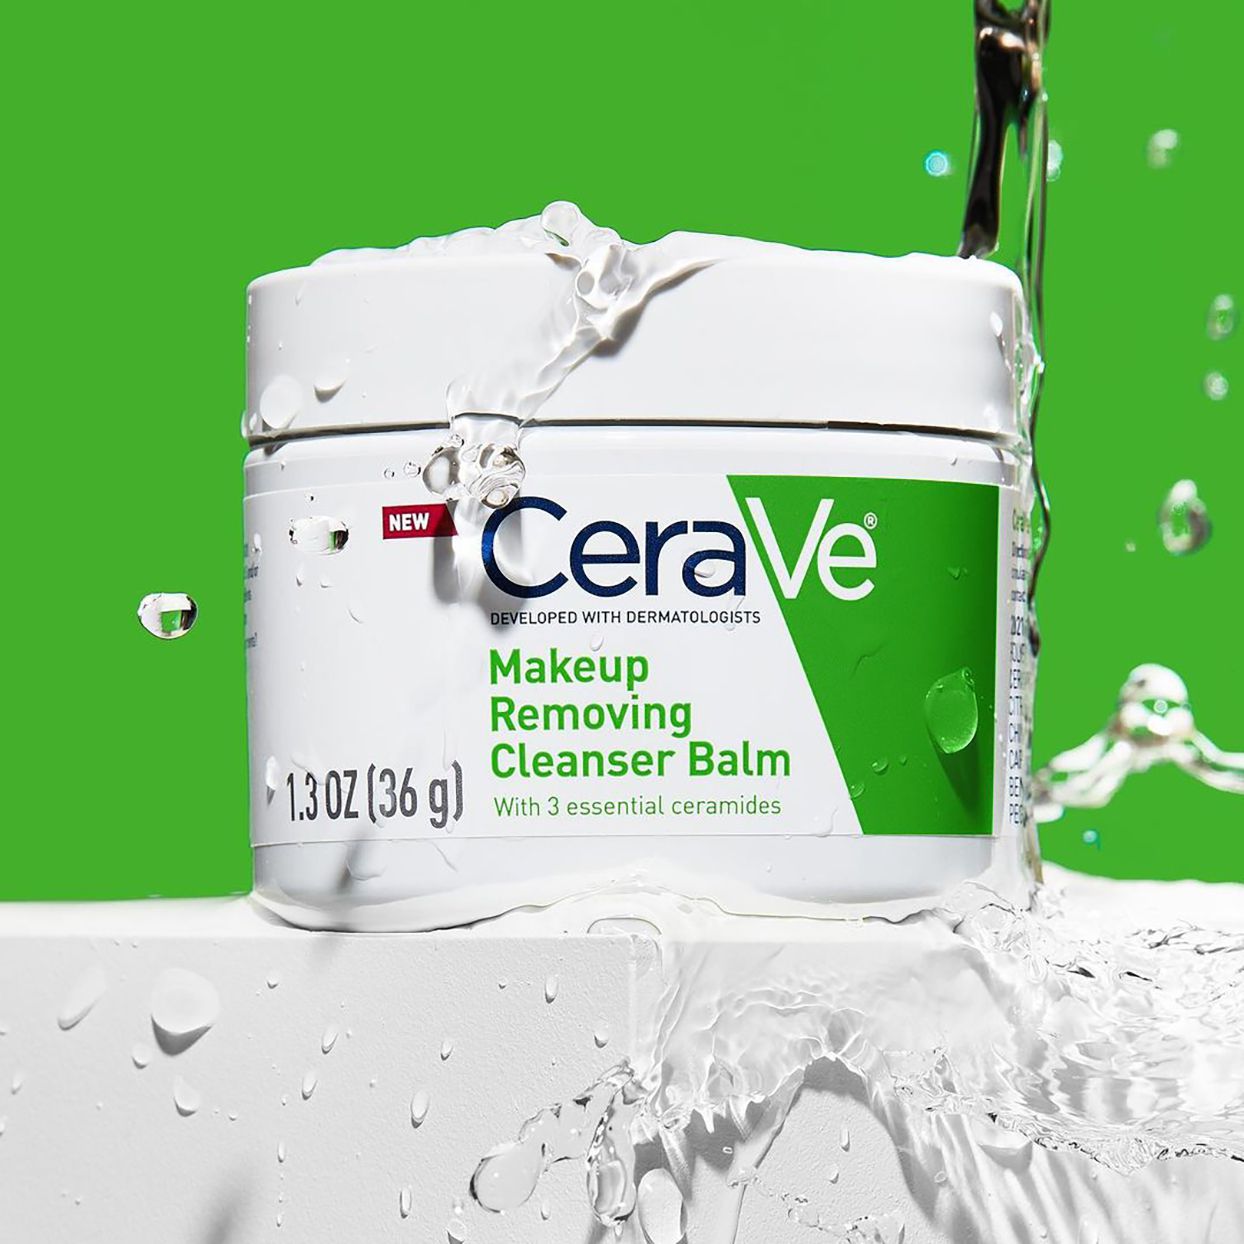 NEW
CeraVe®
DEVELOPED WITH DERMATOLOGISTS
Makeup
Removing
Cleanser Balm
With 3 essential ceramides
1.3 OZ (36 g)